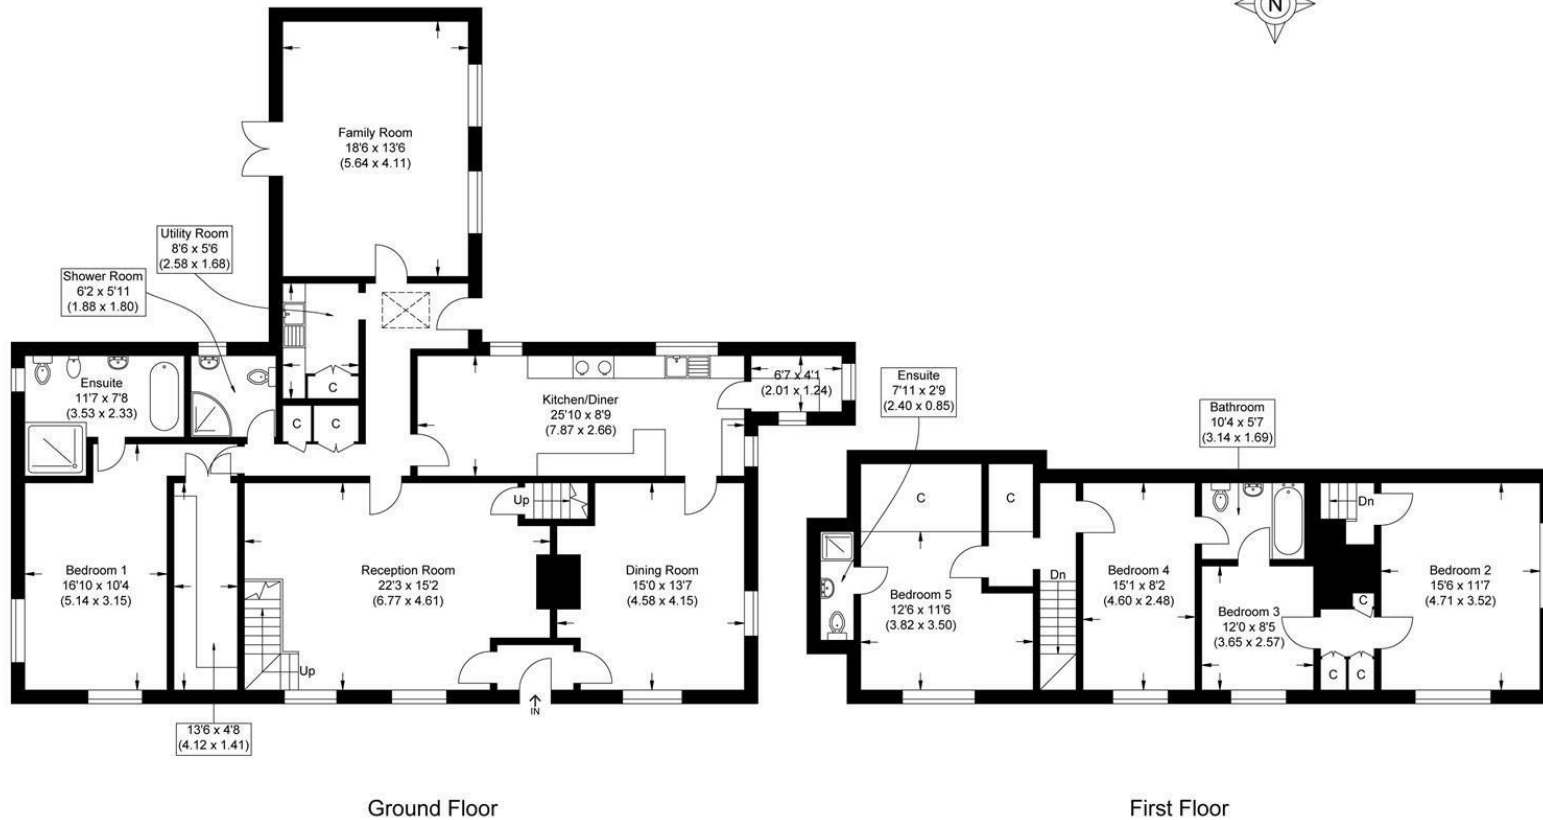 N
Family Room
18'6 x 13'6
(5.64 x 4.11)
Utility Room
8'6 x 5'6
(2.58 x 1.68)
Shower Room
6'2 x 5'11
(1.88 x 1.80)
Ensuite
11'7 x 7'8
(3.53 x 2.33)
C
C
C
Kitchen/Diner
25'10 x 8'9
(7.87 x 2.66)
6'7 x 4'1
(2.01 x 1.24)
Up
Bedroom 1
16'10 x 10'4
(5.14 x 3.15)
Reception Room
22'3 x 15'2
(6.77 x 4.61)
Dining Room
15'0 x 13'7
(4.58 x 4.15)
Up
IN
13'6 x 4'8
(4.12 x 1.41)
Ground Floor
Ensuite
7'11 x 2'9
(2.40 x 0.85)
Bathroom
10'4 x 5'7
(3.14 x 1.69)
C
C
Dn
Dn
Bedroom 5
12'6 x 11'6
(3.82 x 3.50)
Bedroom 4
15'1 x 8'2
(4.60 x 2.48)
Bedroom 3
12'0 x 8'5
(3.65 x 2.57)
Bedroom 2
15'6 x 11'7
(4.71 x 3.52)
C
C
C
First Floor